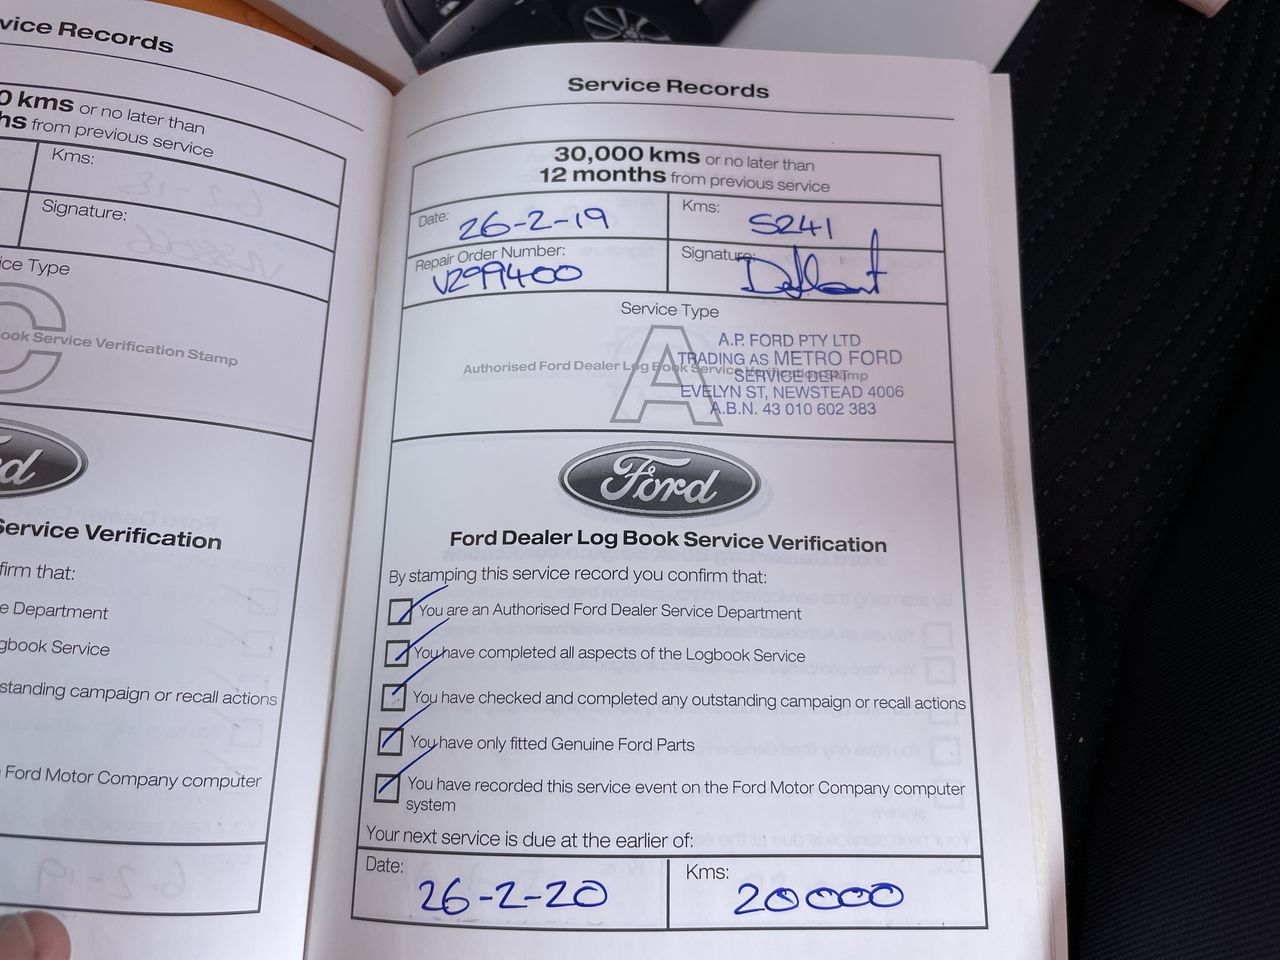 vice Records
0 kms or no later than
hs from previous service
Kms:
Signature:
ice Type
C
ook Service Verification Stamp
rd
Service Verification
firm that:
e Department
gbook Service
standing campaign or recall actions
Ford Motor Company computer
Service Records
30,000 kms or no later than
12 months from previous service
Date: 26-2-19
Kms: 5241
Repair Order Number: V299400
Signature:
Service Type
A
Authorised Ford Dealer Log Book Service Verification Stamp
A.P. FORD PTY LTD
TRADING AS METRO FORD
SERVICE DEPT
EVELYN ST, NEWSTEAD 4006
A.B.N. 43 010 602 383
Ford
Ford Dealer Log Book Service Verification
By stamping this service record you confirm that:
You are an Authorised Ford Dealer Service Department
You have completed all aspects of the Logbook Service
You have checked and completed any outstanding campaign or recall actions
You have only fitted Genuine Ford Parts
You have recorded this service event on the Ford Motor Company computer
system
Your next service is due at the earlier of:
Date: 26-2-20
Kms: 20000